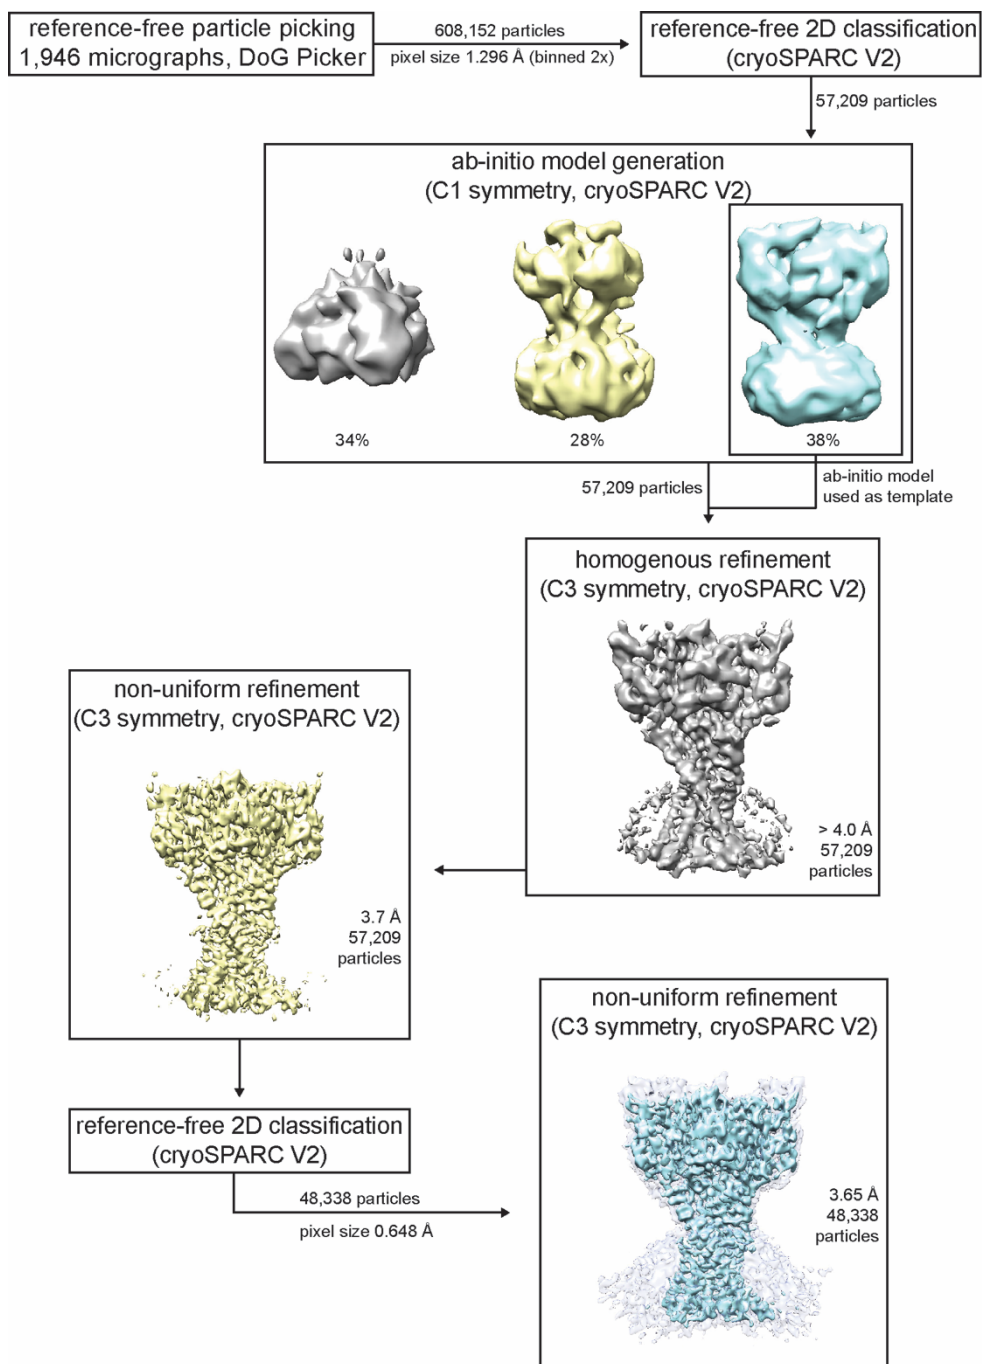 reference-free particle picking
1,946 micrographs, DoG Picker
608,152 particles
pixel size 1.296 Å (binned 2x)
reference-free 2D classification
(cryoSPARC V2)
57,209 particles
ab-initio model generation
(C1 symmetry, cryoSPARC V2)
34%
28%
38%
57,209 particles
ab-initio model
used as template
homogenous refinement
(C3 symmetry, cryoSPARC V2)
> 4.0 Å
57,209
particles
non-uniform refinement
(C3 symmetry, cryoSPARC V2)
3.7 Å
57,209
particles
reference-free 2D classification
(cryoSPARC V2)
48,338 particles
pixel size 0.648 Å
non-uniform refinement
(C3 symmetry, cryoSPARC V2)
3.65 Å
48,338
particles